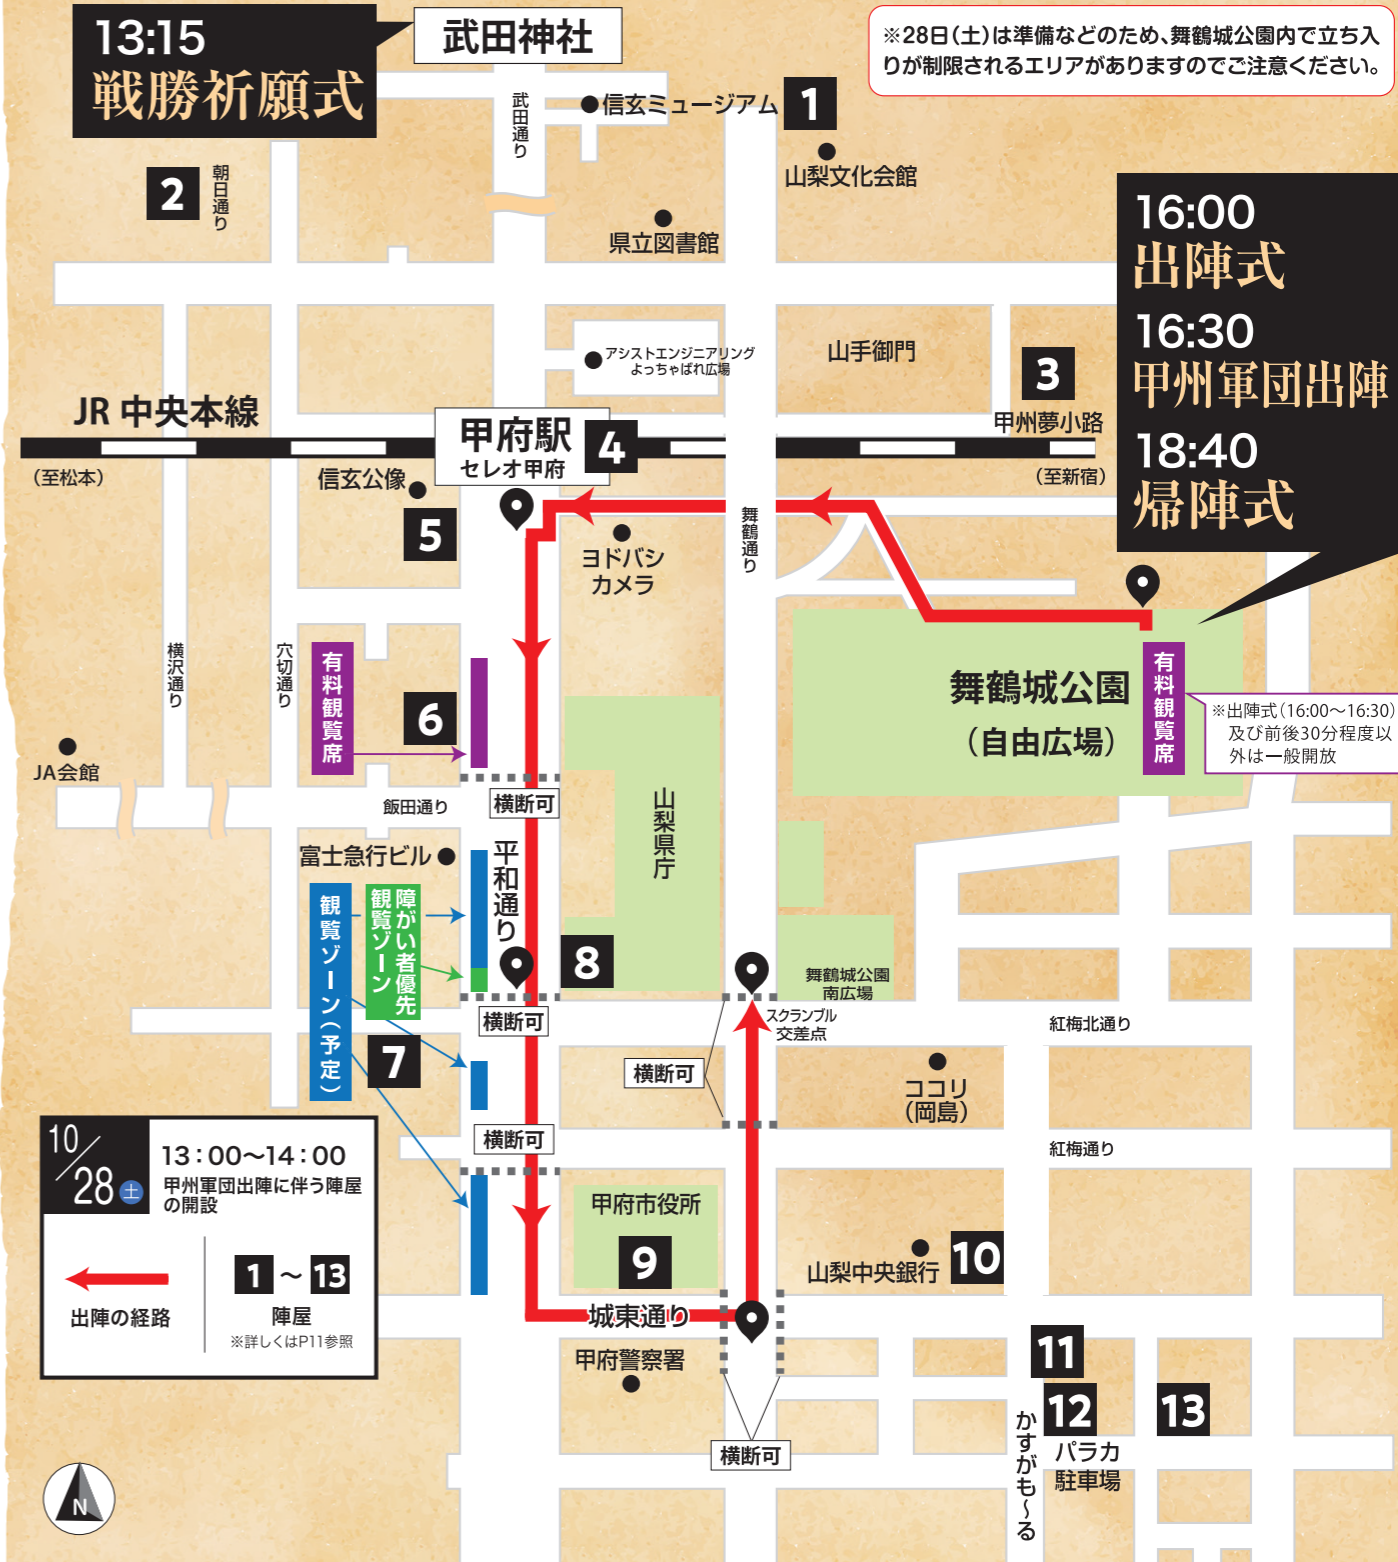 13:15
戦勝祈願式
武田神社
※28日(土)は準備などのため、舞鶴城公園内で立ち入
りが制限されるエリアがありますのでご注意ください。
武田通り
信玄ミュージアム
1
山梨文化会館
2
朝日通り
県立図書館
16:00
出陣式
16:30
甲州軍団出陣
18:40
帰陣式
アシストエンジニアリング
よっちゃばれ広場
山手御門
3
甲州夢小路
JR 中央本線
(至松本)
(至新宿)
甲府駅
セレオ甲府
4
信玄公像
5
ヨドバシ
カメラ
舞鶴通り
横沢通り
穴切通り
有料観覧席
6
舞鶴城公園
(自由広場)
有料観覧席
※出陣式(16:00〜16:30)
及び前後30分程度以
外は一般開放
JA会館
飯田通り
横断可
山梨県庁
富士急行ビル
平和通り
観覧ゾーン(予定)
障がい者優先
観覧ゾーン
8
舞鶴城公園
南広場
横断可
スクランブル
交差点
紅梅北通り
7
横断可
ココリ
(岡島)
横断可
紅梅通り
10/28 土
13:00〜14:00
甲州軍団出陣に伴う陣屋
の開設
出陣の経路
1 〜 13
陣屋
※詳しくはP11参照
甲府市役所
9
山梨中央銀行
10
城東通り
甲府警察署
11
12
パラカ
駐車場
13
かすがも〜る
横断可
N